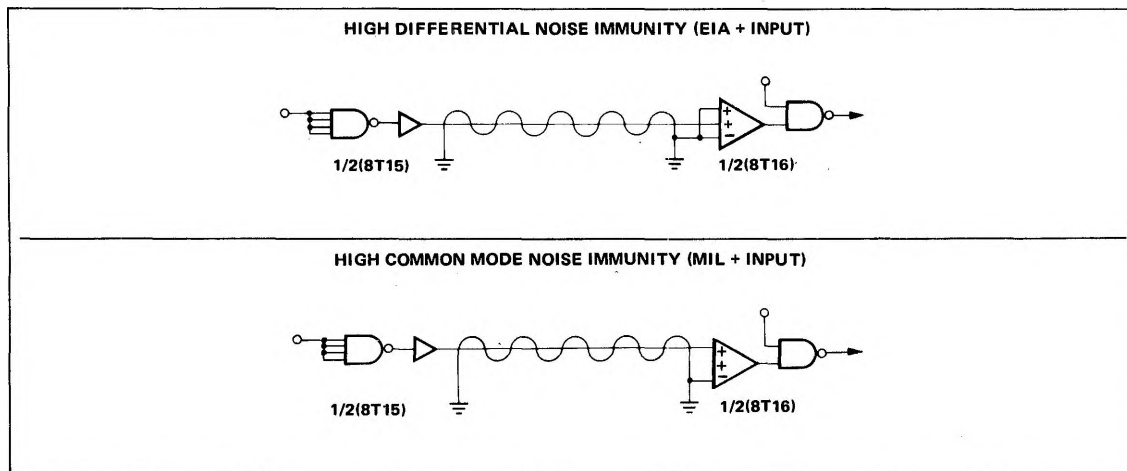 HIGH DIFFERENTIAL NOISE IMMUNITY (EIA + INPUT)
+
+
−
1/2(8T15)
1/2(8T16)
HIGH COMMON MODE NOISE IMMUNITY (MIL + INPUT)
+
+
−
1/2(8T15)
1/2(8T16)